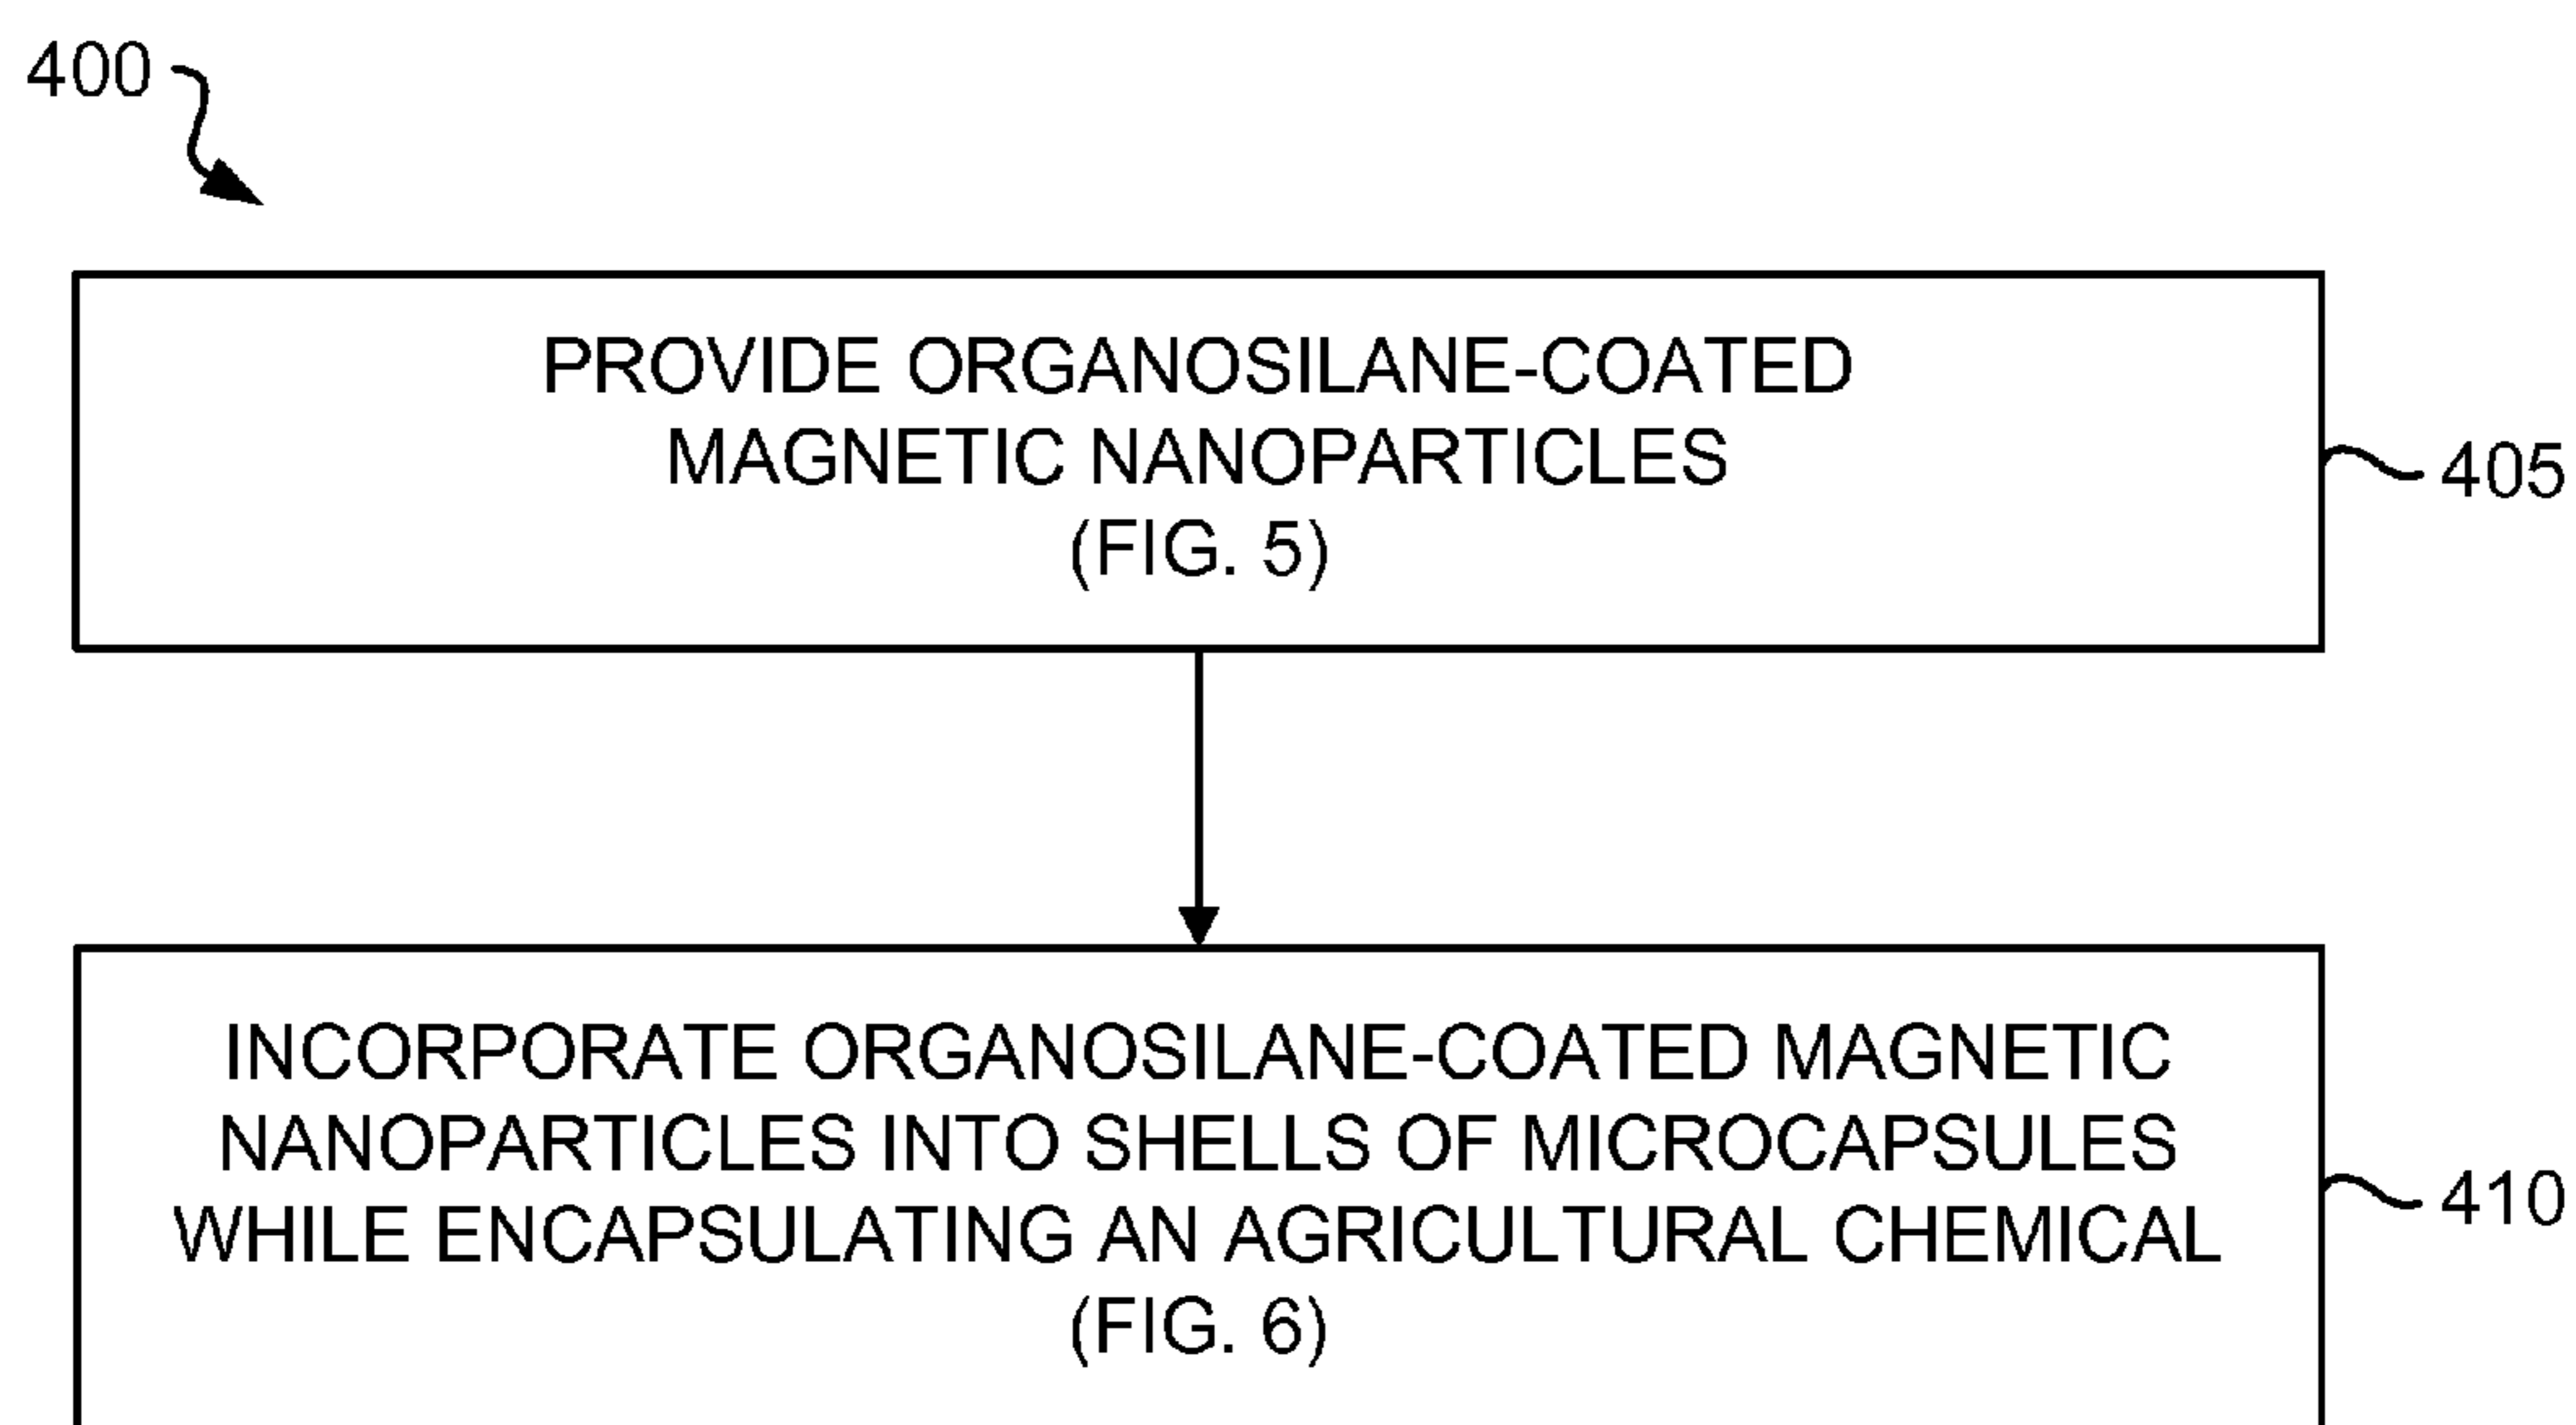 400
PROVIDE ORGANOSILANE-COATED
MAGNETIC NANOPARTICLES
(FIG. 5)
405
INCORPORATE ORGANOSILANE-COATED MAGNETIC
NANOPARTICLES INTO SHELLS OF MICROCAPSULES
WHILE ENCAPSULATING AN AGRICULTURAL CHEMICAL
(FIG. 6)
410